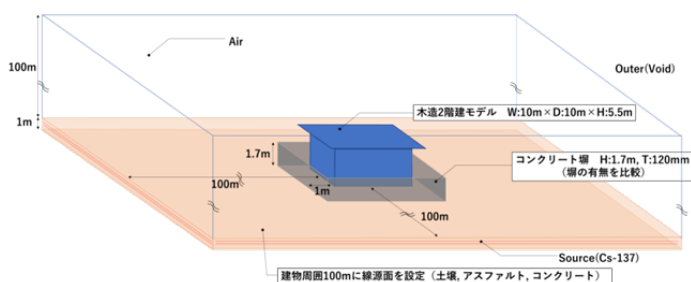 Air
100m
Outer(Void)
1m
木造2階建モデル W:10m×D:10m×H:5.5m
1.7m
コンクリート塀 H:1.7m, T:120mm
(塀の有無を比較)
100m
1m
100m
Source(Cs-137)
建物周囲100mに線源面を設定(土壌, アスファルト, コンクリート)